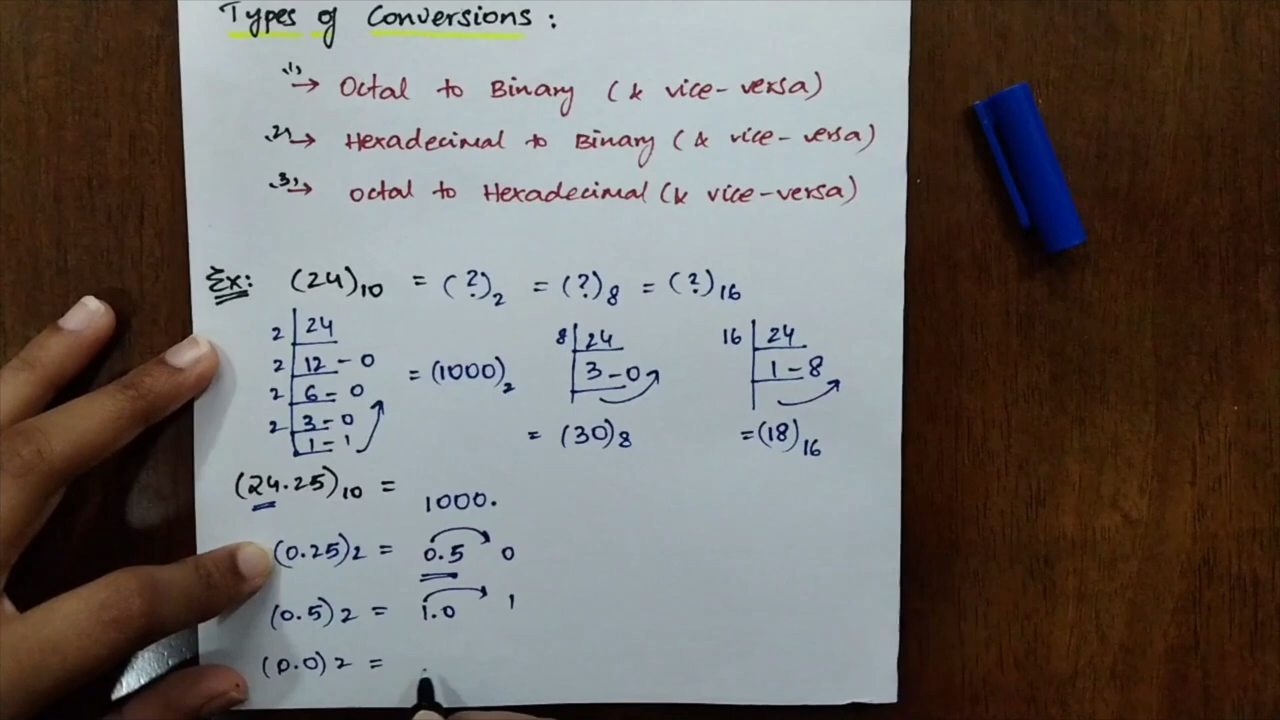 Types of Conversions :
.1, → Octal to Binary (& vice-versa)
.2, → Hexadecimal to Binary (& vice-versa)
.3, → octal to Hexadecimal (& vice-versa)
Ex: (24)10 = (?)2 = (?)8 = (?)16
2 24 8 24 16 24
2 12 - 0 = (1000)2 3 - 0 1 - 8
2 6 - 0
2 3 - 0 = (30)8 = (18)16
1 - 1
(24.25)10 = 1000.
(0.25)2 = 0.5 0
(0.5)2 = 1.0 1
(0.0)2 =